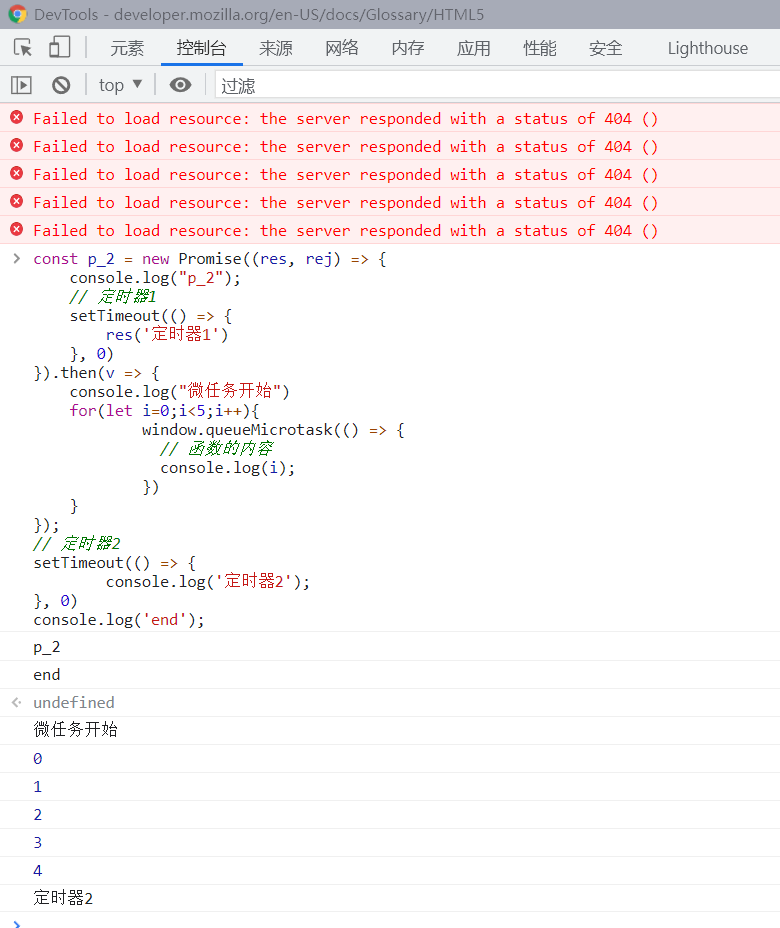 DevTools - developer.mozilla.org/en-US/docs/Glossary/HTML5
元素 控制台 来源 网络 内存 应用 性能 安全 Lighthouse
top 过滤
Failed to load resource: the server responded with a status of 404 ()
Failed to load resource: the server responded with a status of 404 ()
Failed to load resource: the server responded with a status of 404 ()
Failed to load resource: the server responded with a status of 404 ()
Failed to load resource: the server responded with a status of 404 ()
const p_2 = new Promise((res, rej) => {
    console.log("p_2");
    // 定时器1
    setTimeout(() => {
        res('定时器1')
    }, 0)
}).then(v => {
    console.log("微任务开始")
    for(let i=0;i<5;i++){
            window.queueMicrotask(() => {
              // 函数的内容
              console.log(i);
            })
    }
});
// 定时器2
setTimeout(() => {
        console.log('定时器2');
}, 0)
console.log('end');
p_2
end
undefined
微任务开始
0
1
2
3
4
定时器2